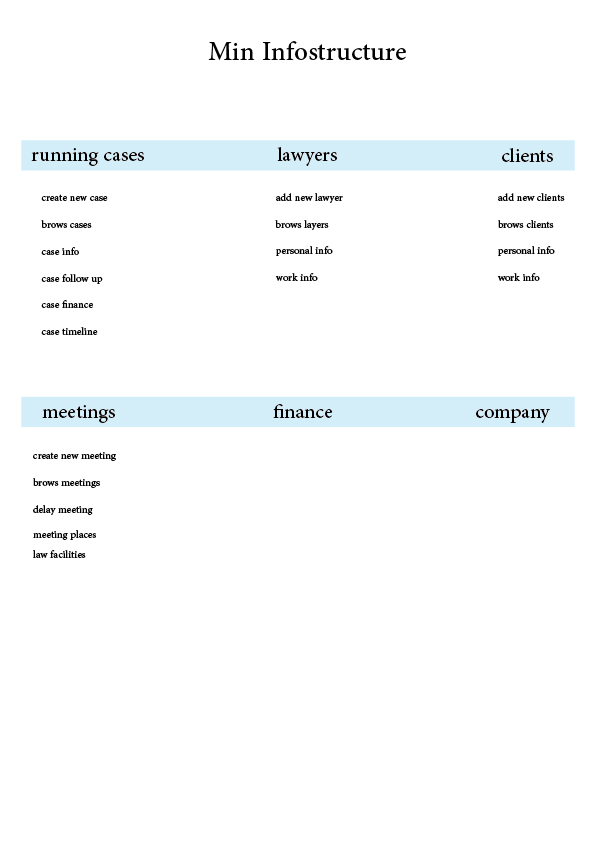 Min Infostructure
running cases
lawyers
clients
create new case
brows cases
case info
case follow up
case finance
case timeline
add new lawyer
brows layers
personal info
work info
add new clients
brows clients
personal info
work info
meetings
finance
company
create new meeting
brows meetings
delay meeting
meeting places
law facilities